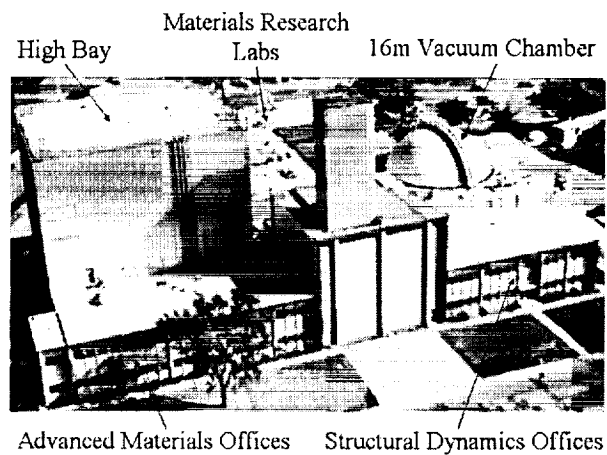 Materials Research
Labs
High Bay
16m Vacuum Chamber
Advanced Materials Offices
Structural Dynamics Offices